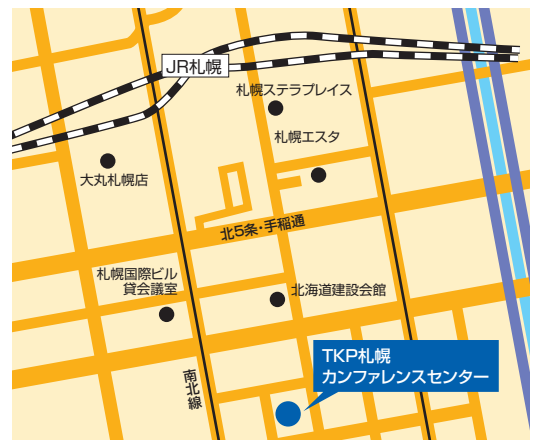 JR札幌
札幌ステラプレイス
札幌エスタ
大丸札幌店
北5条・手稲通
札幌国際ビル
貸会議室
北海道建設会館
TKP札幌
カンファレンスセンター
南北線